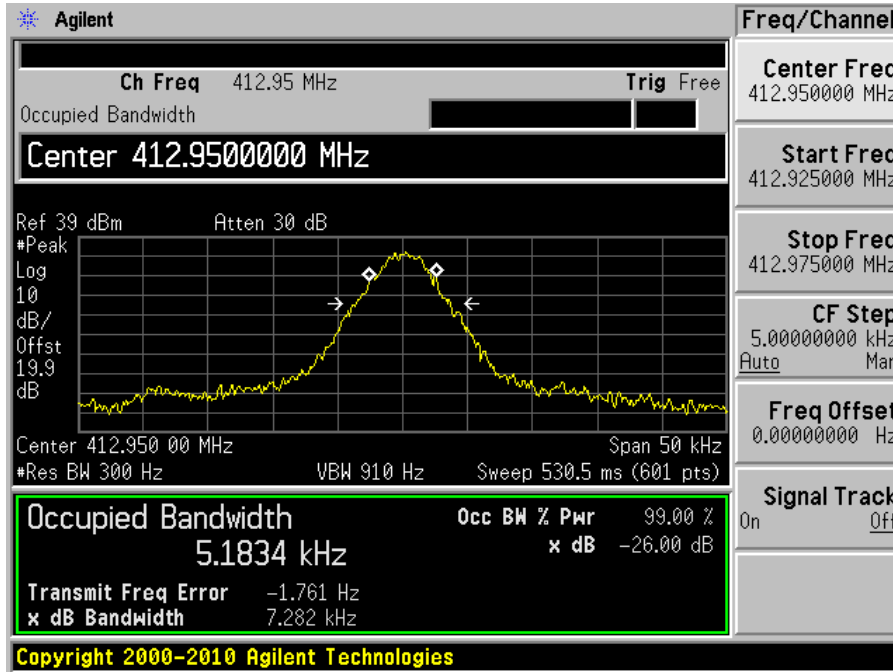 Agilent
Freq/Channel
Ch Freq 412.95 MHz Trig Free
Occupied Bandwidth
Center 412.9500000 MHz
Ref 39 dBm Atten 30 dB
#Peak
Log
10
dB/
Offst
19.9
dB
Center 412.950 00 MHz Span 50 kHz
#Res BW 300 Hz VBW 910 Hz Sweep 530.5 ms (601 pts)
Occupied Bandwidth
5.1834 kHz
Occ BW % Pwr 99.00 %
x dB -26.00 dB
Transmit Freq Error -1.761 Hz
x dB Bandwidth 7.282 kHz
Center Freq
412.950000 MHz
Start Freq
412.925000 MHz
Stop Freq
412.975000 MHz
CF Step
5.00000000 kHz
Auto Man
Freq Offset
0.00000000 Hz
Signal Track
On Off
Copyright 2000-2010 Agilent Technologies